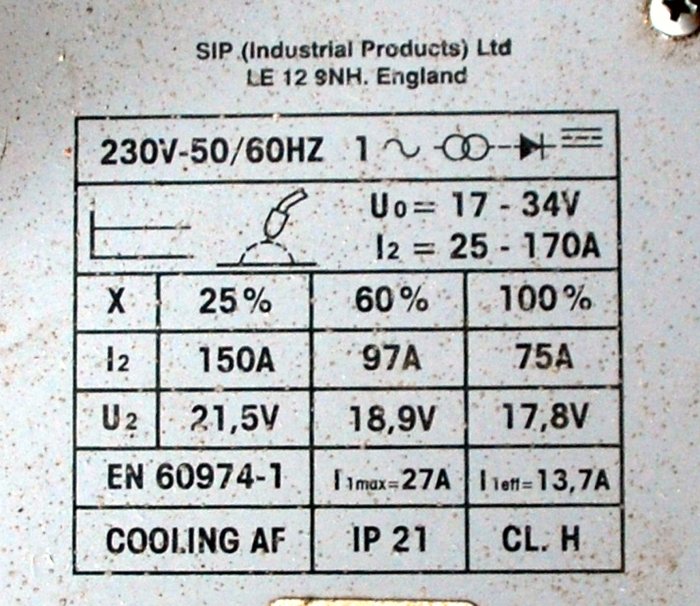 SIP (Industrial Products) Ltd
LE 12 9NH. England
230V-50/60HZ 1
U0 = 17 - 34V
I2 = 25 - 170A
X 25% 60% 100%
I2 150A 97A 75A
U2 21,5V 18,9V 17,8V
EN 60974-1 I1max=27A I1eff=13,7A
COOLING AF IP 21 CL. H